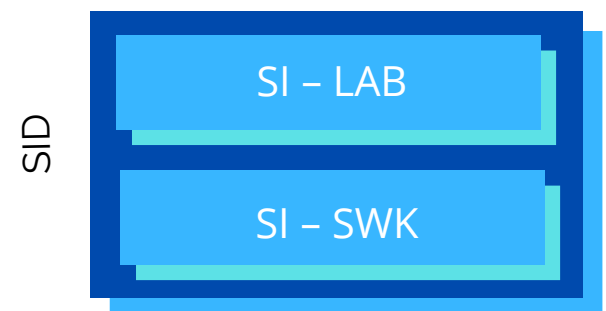 SID
SI – LAB
SI – SWK